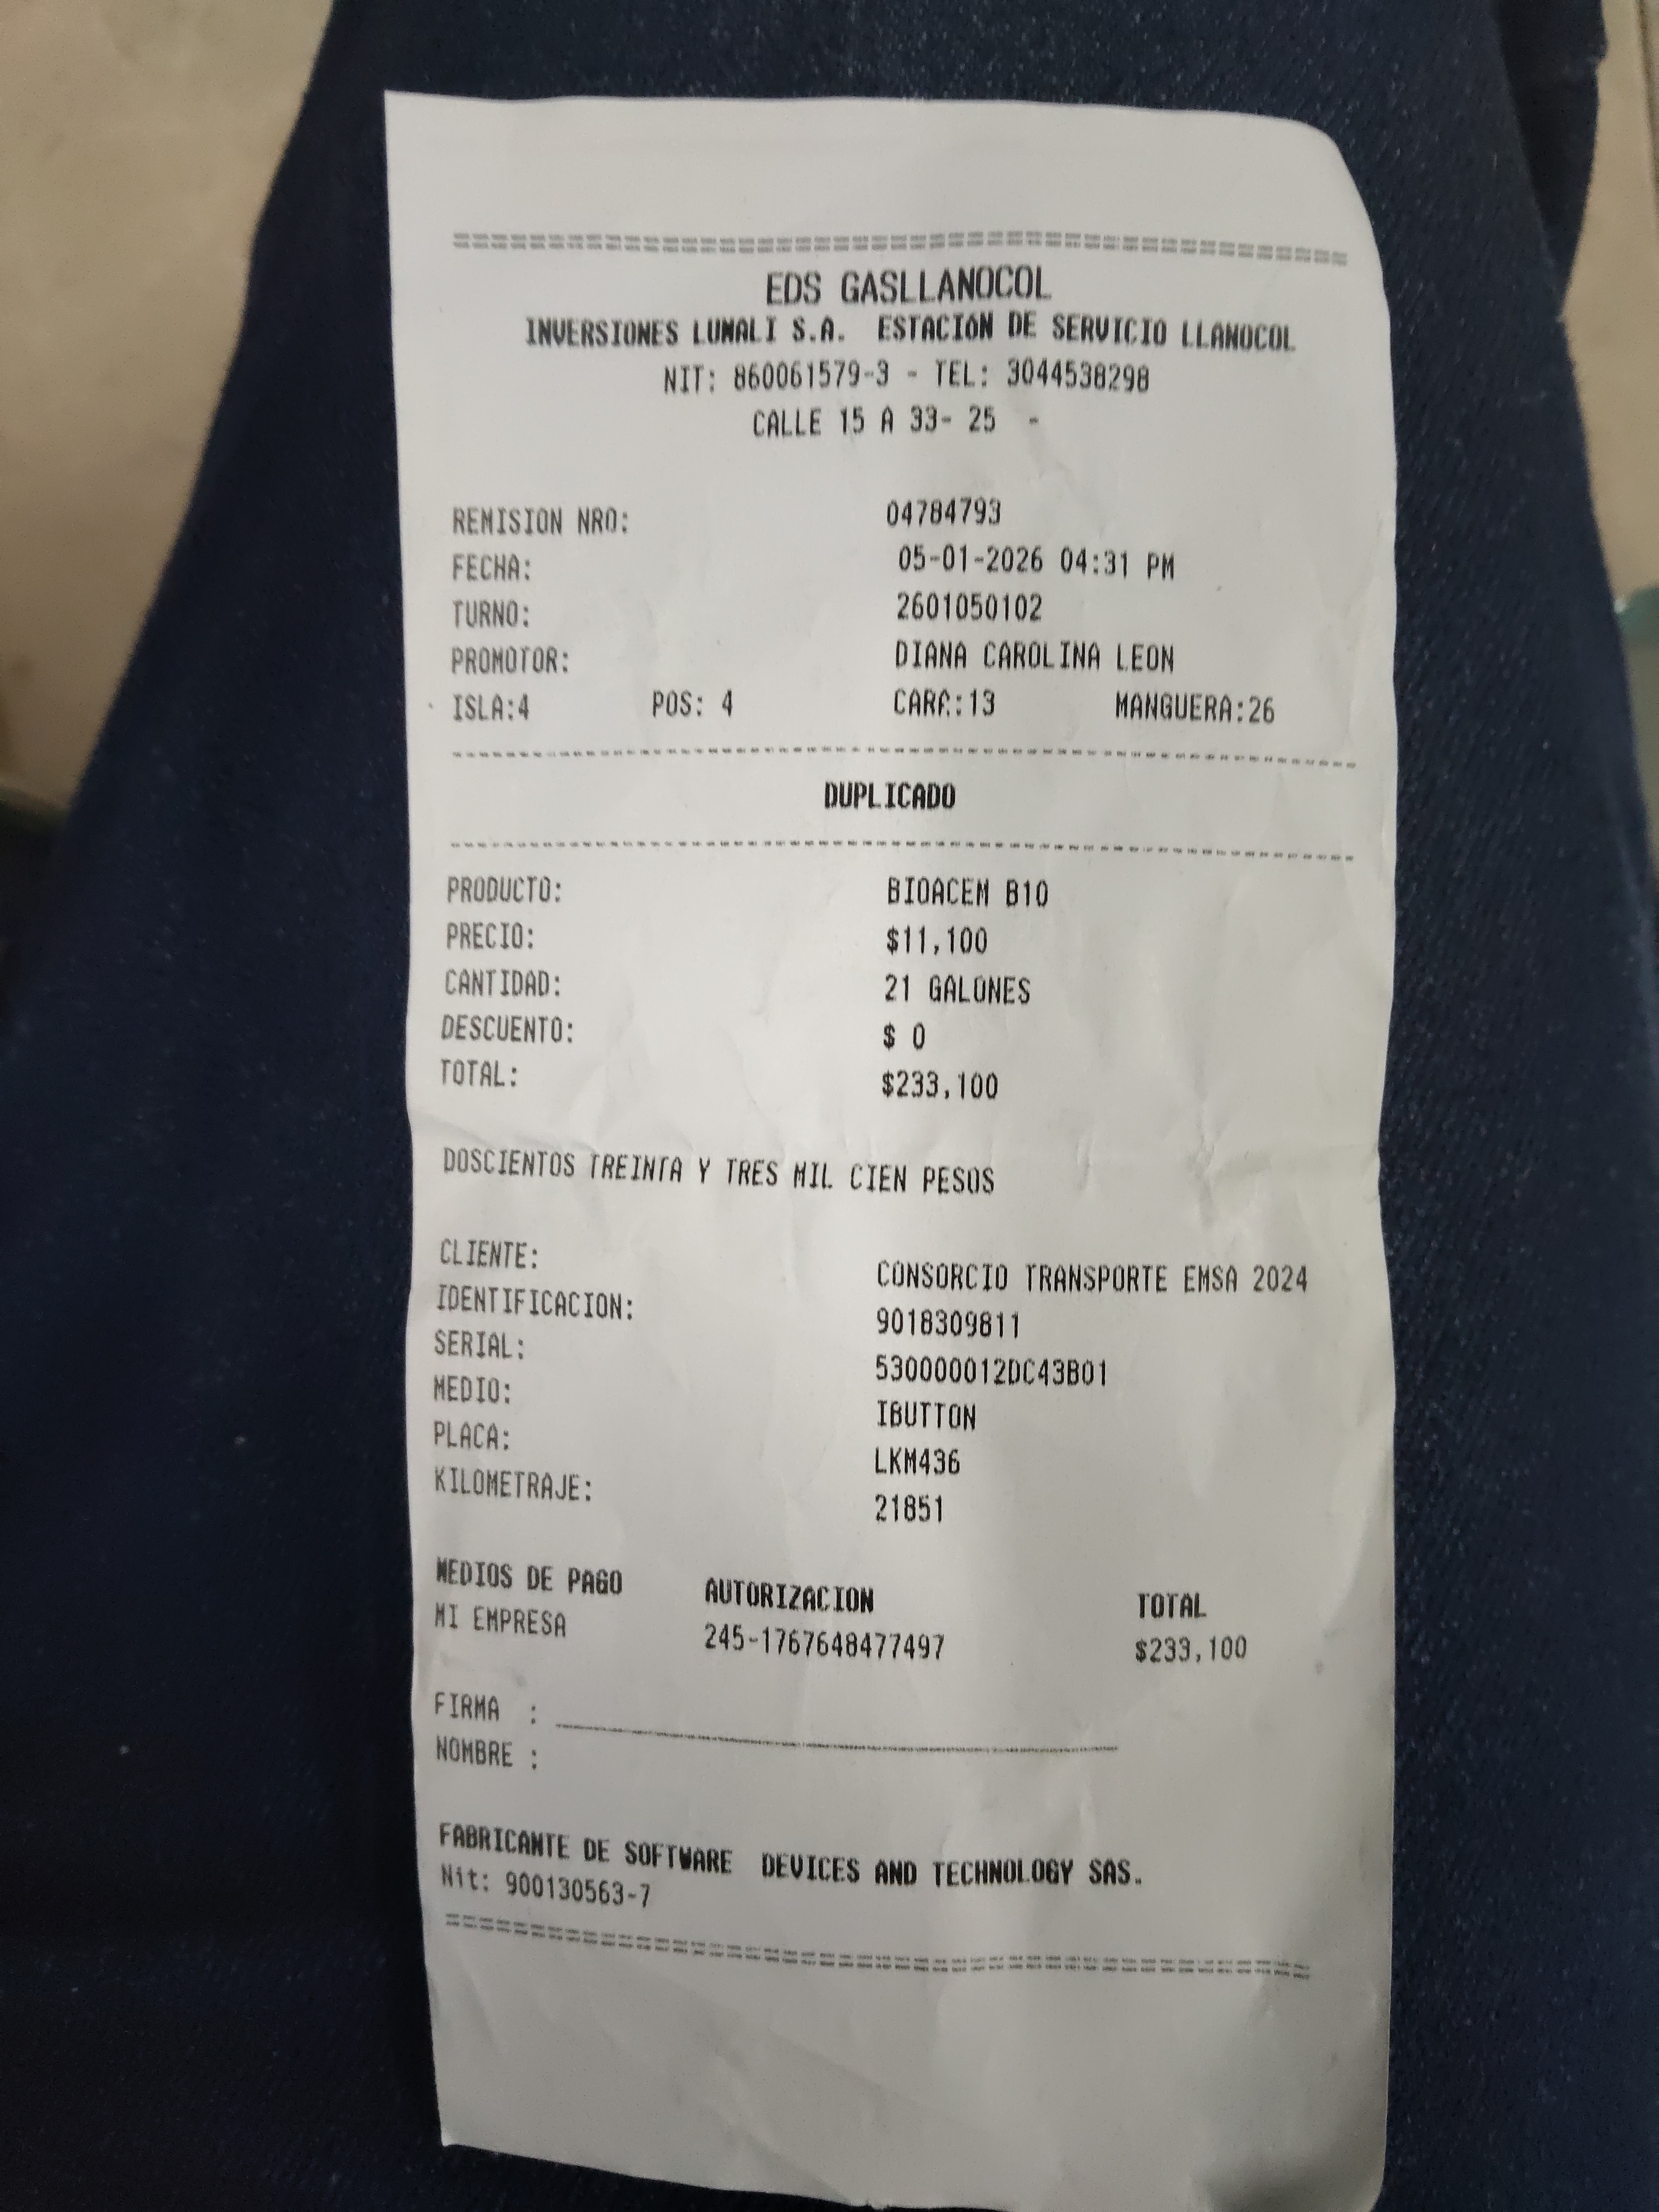 EDS GASLLANOCOL
INVERSIONES LUMALI S.A. ESTACION DE SERVICIO LLANOCOL
NIT: 860061579-3 - TEL: 3044538298
CALLE 15 A 33- 25 -
REMISION NRO: 04784793
FECHA: 05-01-2026 04:31 PM
TURNO: 2601050102
PROMOTOR: DIANA CAROLINA LEON
ISLA:4 POS: 4 CARA:13 MANGUERA:26
DUPLICADO
PRODUCTO: BIOACEM B10
PRECIO: $11,100
CANTIDAD: 21 GALONES
DESCUENTO: $ 0
TOTAL: $233,100
DOSCIENTOS TREINTA Y TRES MIL CIEN PESOS
CLIENTE: CONSORCIO TRANSPORTE EMSA 2024
IDENTIFICACION: 9018309811
SERIAL: 530000012DC43B01
MEDIO: IBUTTON
PLACA: LKM436
KILOMETRAJE: 21851
MEDIOS DE PAGO AUTORIZACION TOTAL
MI EMPRESA 245-1767648477497 $233,100
FIRMA :
NOMBRE :
FABRICANTE DE SOFTWARE DEVICES AND TECHNOLOGY SAS.
Nit: 900130563-7